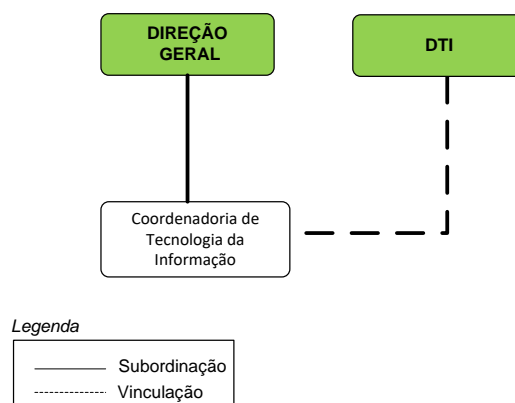 DIREÇÃO
GERAL
DTI
Coordenadoria de
Tecnologia da
Informação
Legenda
Subordinação
Vinculação